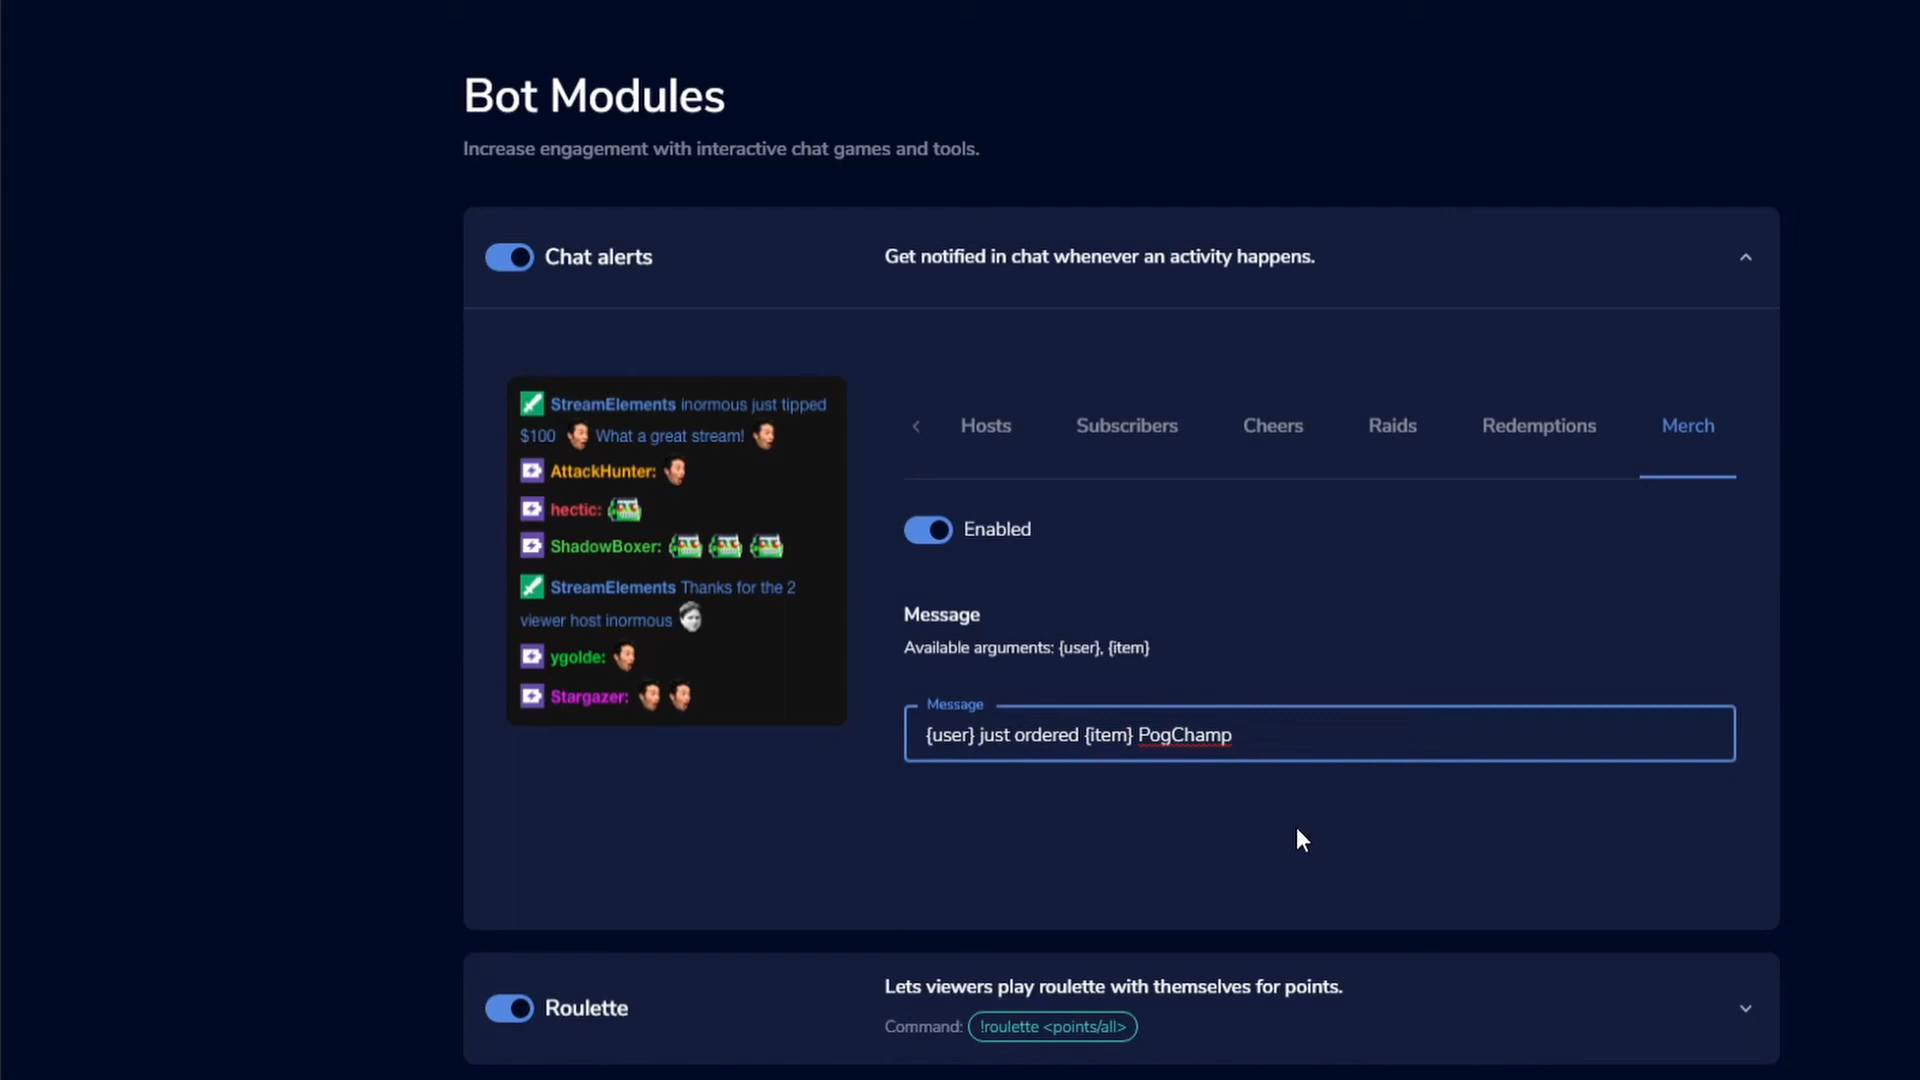 Bot Modules
Increase engagement with interactive chat games and tools.
Chat alerts
Get notified in chat whenever an activity happens.
StreamElements inormous just tipped
$100 What a great stream!
AttackHunter:
hectic:
ShadowBoxer:
StreamElements Thanks for the 2
viewer host inormous
ygolde:
Stargazer:
Hosts Subscribers Cheers Raids Redemptions Merch
Enabled
Message
Available arguments: {user}, {item}
Message
{user} just ordered {item} PogChamp
Roulette
Lets viewers play roulette with themselves for points.
Command: !roulette <points/all>